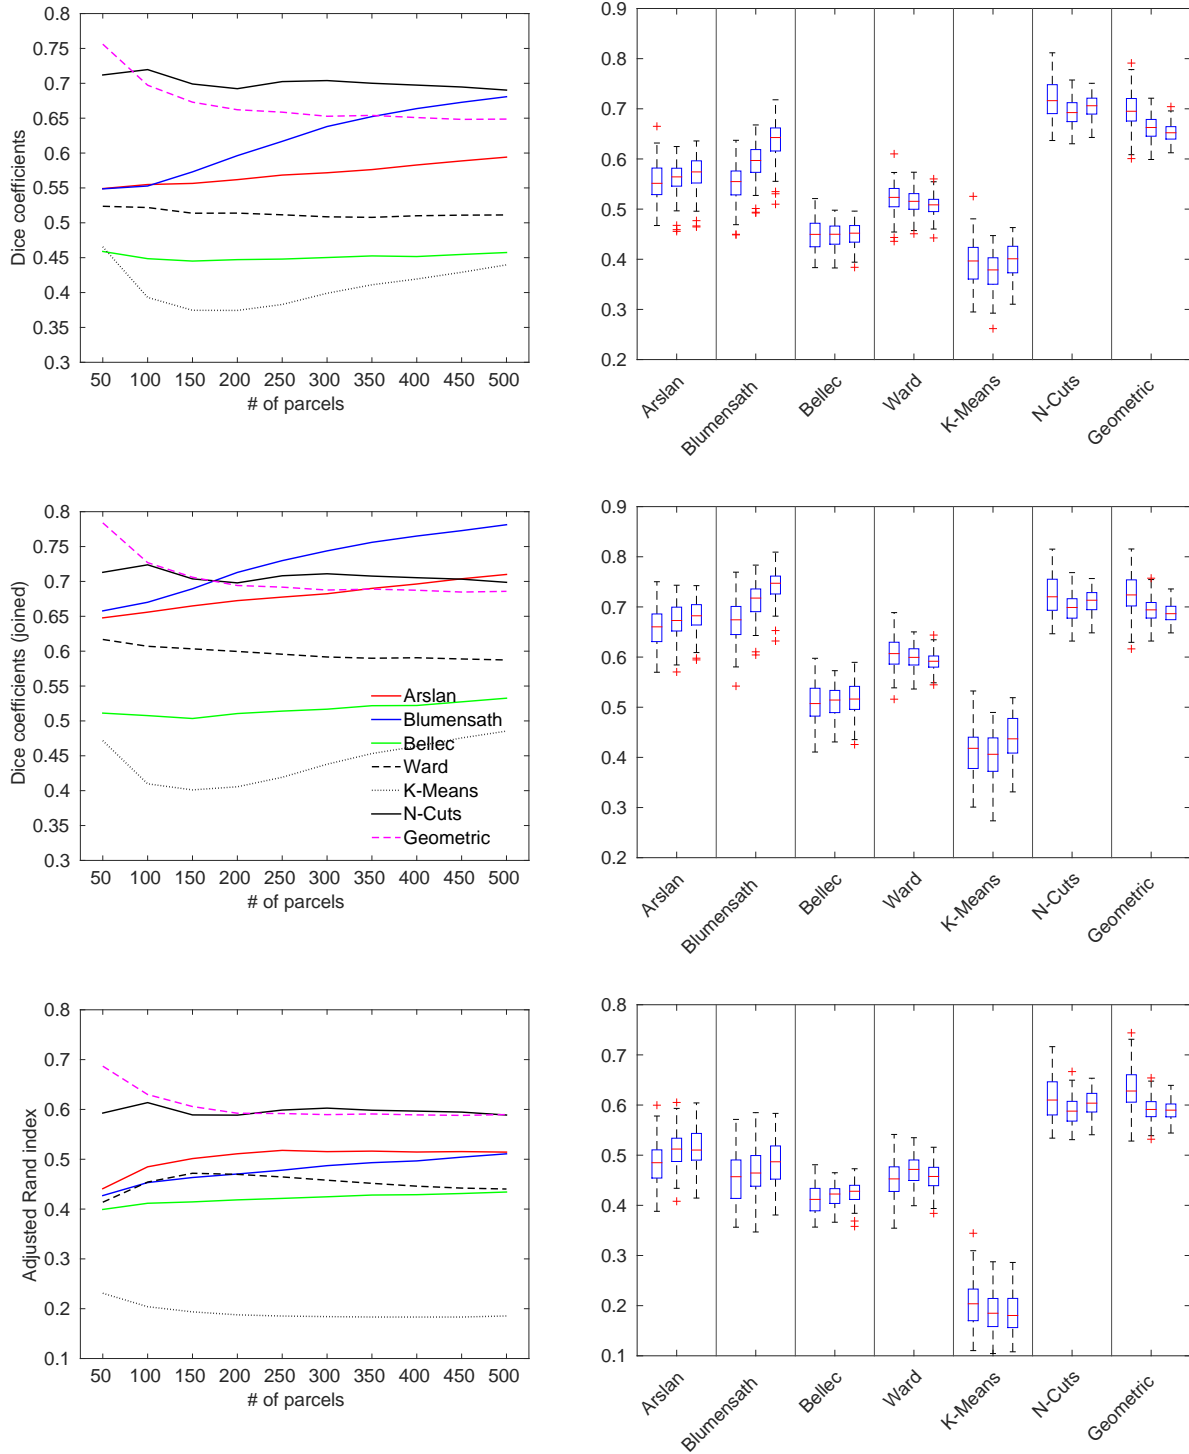 0.8
0.75
0.7
0.65
0.6
0.55
0.5
0.45
0.4
0.35
0.3
Dice coefficients
50 100 150 200 250 300 350 400 450 500
# of parcels
0.9
0.8
0.7
0.6
0.5
0.4
0.3
0.2
Arslan
Blumensath
Bellec
Ward
K-Means
N-Cuts
Geometric
0.8
0.75
0.7
0.65
0.6
0.55
0.5
0.45
0.4
0.35
0.3
Dice coefficients (joined)
Arslan
Blumensath
Bellec
Ward
K-Means
N-Cuts
Geometric
50 100 150 200 250 300 350 400 450 500
# of parcels
0.9
0.8
0.7
0.6
0.5
0.4
0.3
0.2
Arslan
Blumensath
Bellec
Ward
K-Means
N-Cuts
Geometric
0.8
0.7
0.6
0.5
0.4
0.3
0.2
0.1
Adjusted Rand index
50 100 150 200 250 300 350 400 450 500
# of parcels
0.8
0.7
0.6
0.5
0.4
0.3
0.2
0.1
Arslan
Blumensath
Bellec
Ward
K-Means
N-Cuts
Geometric